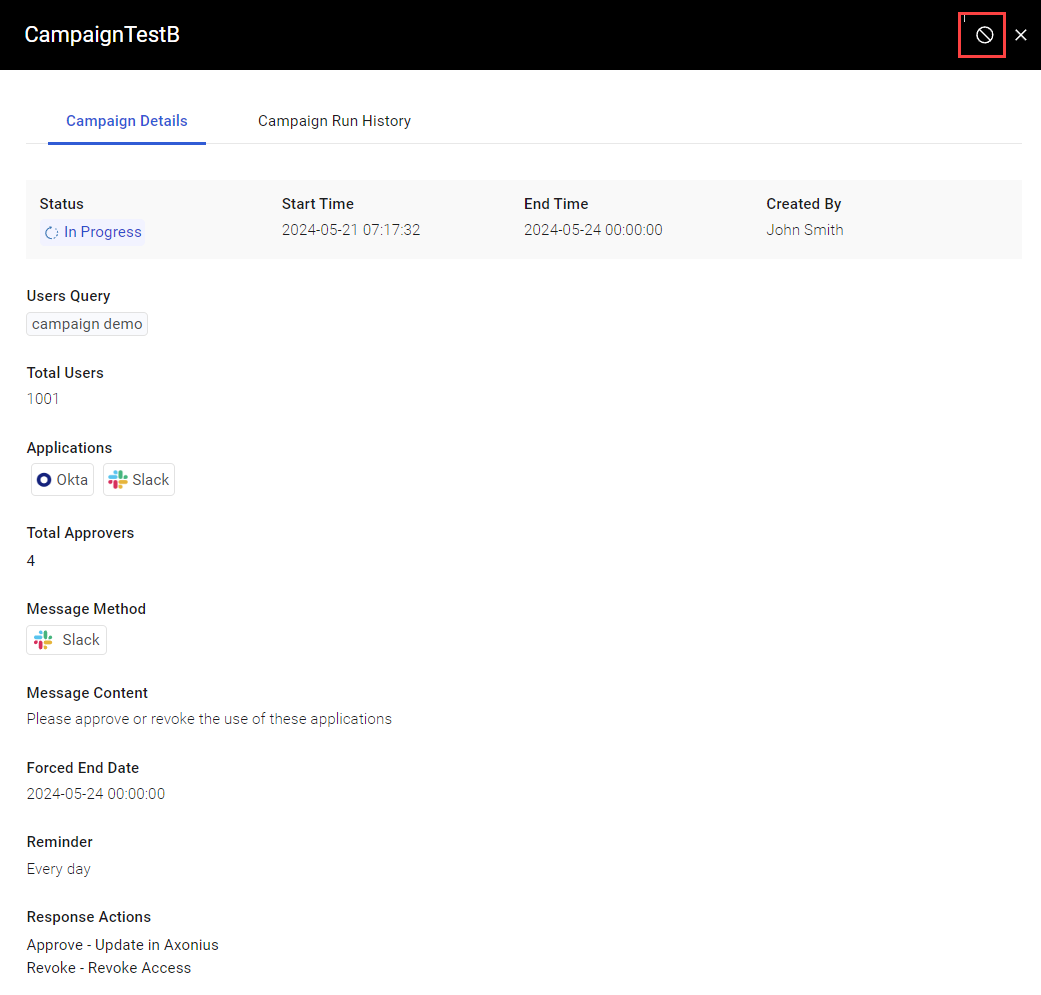 CampaignTestB
Campaign Details Campaign Run History
Status Start Time End Time Created By
In Progress 2024-05-21 07:17:32 2024-05-24 00:00:00 John Smith
Users Query
campaign demo
Total Users
1001
Applications
Okta Slack
Total Approvers
4
Message Method
Slack
Message Content
Please approve or revoke the use of these applications
Forced End Date
2024-05-24 00:00:00
Reminder
Every day
Response Actions
Approve - Update in Axonius
Revoke - Revoke Access